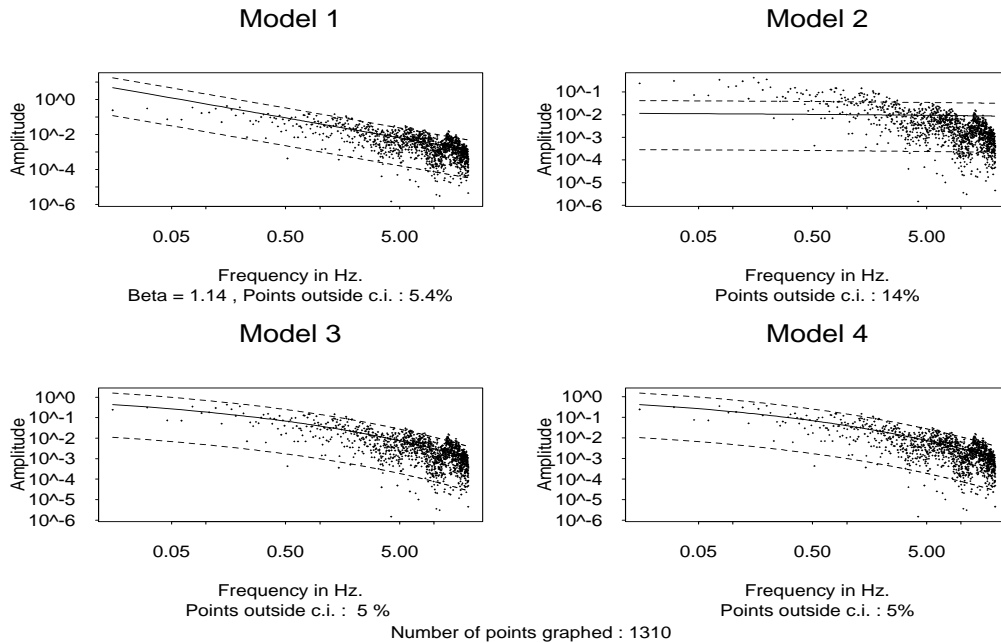 Model 1
Amplitude
10^0
10^-2
10^-4
10^-6
0.05 0.50 5.00
Frequency in Hz.
Beta = 1.14 , Points outside c.i. : 5.4%
Model 2
Amplitude
10^-1
10^-2
10^-3
10^-4
10^-5
10^-6
0.05 0.50 5.00
Frequency in Hz.
Points outside c.i. : 14%
Model 3
Amplitude
10^0
10^-1
10^-2
10^-3
10^-4
10^-5
10^-6
0.05 0.50 5.00
Frequency in Hz.
Points outside c.i. : 5 %
Model 4
Amplitude
10^0
10^-1
10^-2
10^-3
10^-4
10^-5
10^-6
0.05 0.50 5.00
Frequency in Hz.
Points outside c.i. : 5%
Number of points graphed : 1310